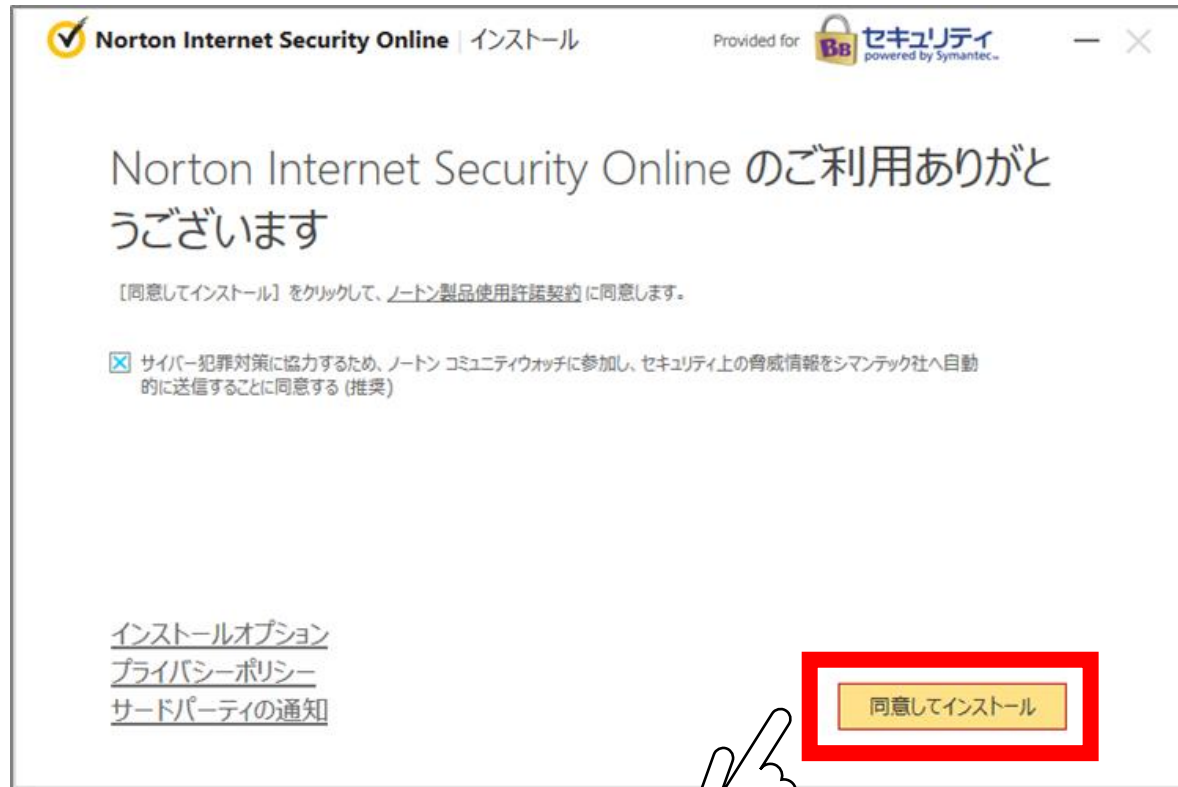 Norton Internet Security Online インストール
Provided for BB セキュリティ
powered by Symantec
Norton Internet Security Online のご利用ありがと
うございます
［同意してインストール］をクリックして、ノートン製品使用許諾契約 に同意します。
サイバー犯罪対策に協力するため、ノートン コミュニティウォッチに参加し、セキュリティ上の脅威情報をシマンテック社へ自動
的に送信することに同意する (推奨)
インストールオプション
プライバシーポリシー
サードパーティの通知
同意してインストール